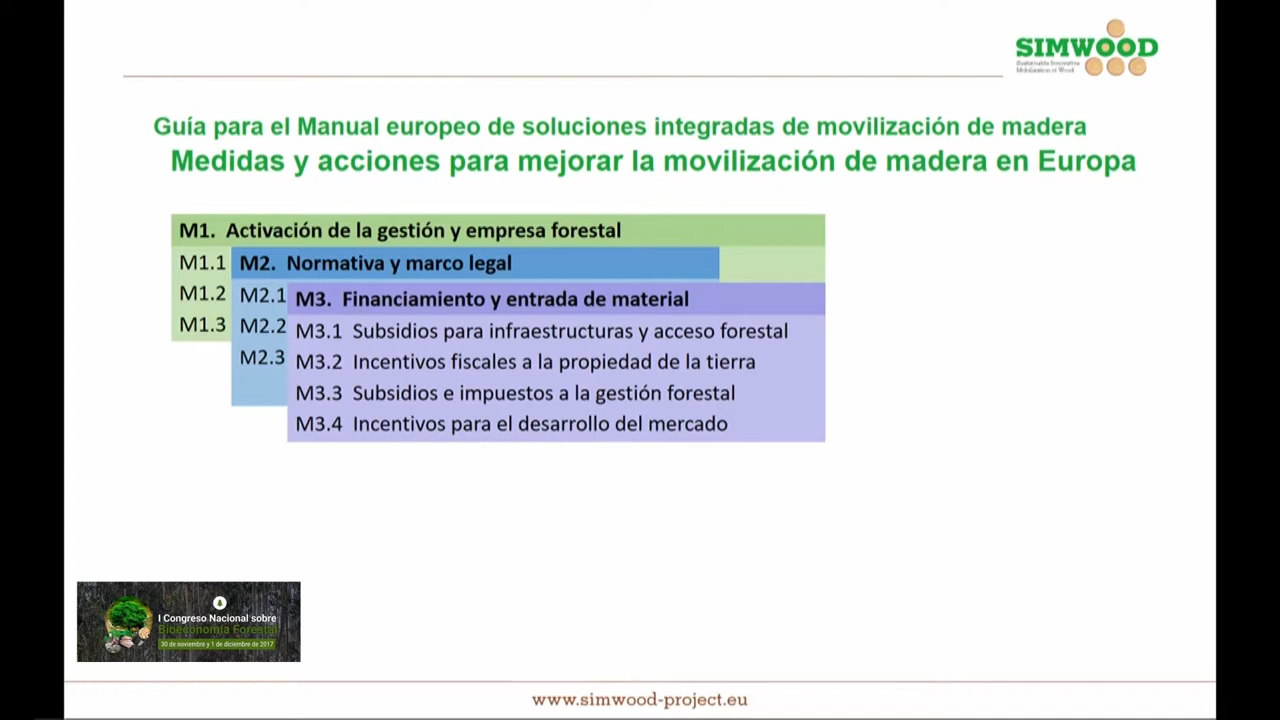 SIMWOOD
Sustainable Innovative
Mobilisation of Wood
Guía para el Manual europeo de soluciones integradas de movilización de madera
Medidas y acciones para mejorar la movilización de madera en Europa
M1. Activación de la gestión y empresa forestal
M1.1
M2. Normativa y marco legal
M1.2
M2.1
M3. Financiamiento y entrada de material
M1.3
M2.2
M3.1 Subsidios para infraestructuras y acceso forestal
M2.3
M3.2 Incentivos fiscales a la propiedad de la tierra
M3.3 Subsidios e impuestos a la gestión forestal
M3.4 Incentivos para el desarrollo del mercado
I Congreso Nacional sobre
Bioeconomía Forestal
30 de noviembre y 1 de diciembre de 2017
www.simwood-project.eu